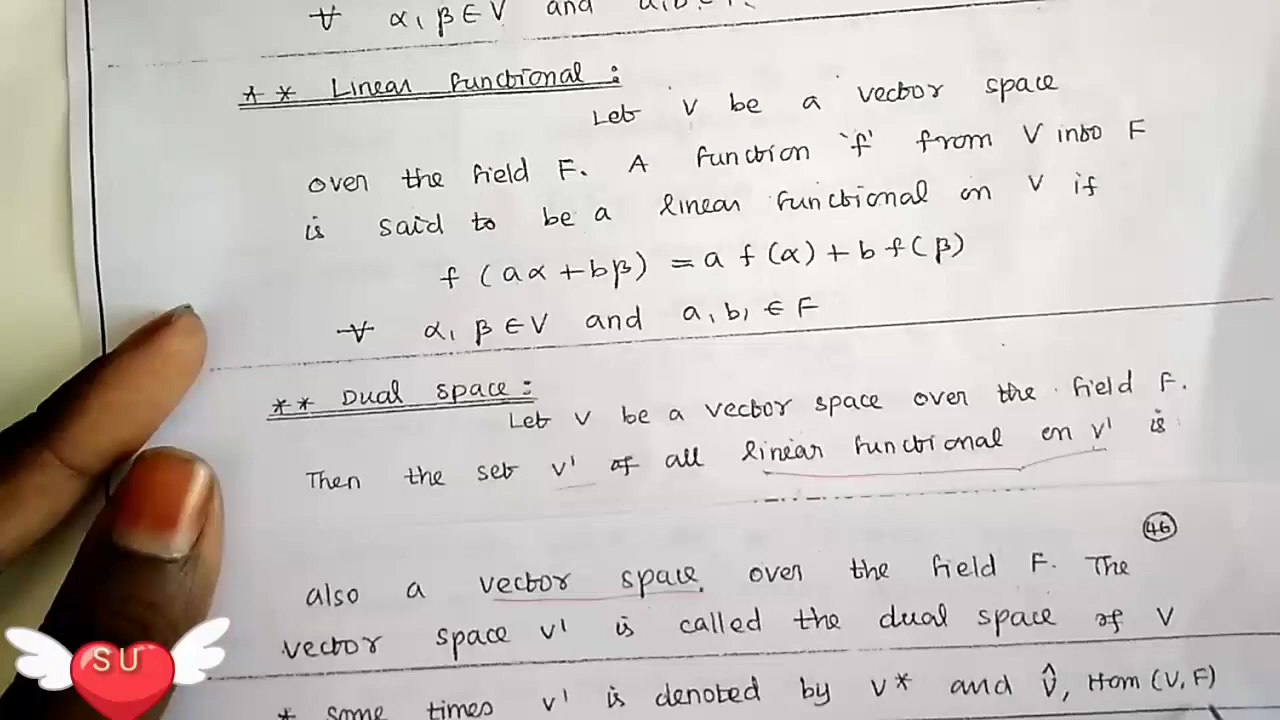 ∀ α, β ∈ V and a, b ∈ F.
** Linear Functional :
Let V be a vector space
over the field F. A function 'f' from V into F
is said to be a linear functional on V if
f (aα + bβ) = a f (α) + b f (β)
∀ α, β ∈ V and a, b, ∈ F
** Dual space :
Let V be a vector space over the field F.
Then the set V' of all linear functional on V' is
46
also a vector space over the field F. The
vector space V' is called the dual space of V
* some times V' is denoted by V* and V̂, Hom (V, F)
SU